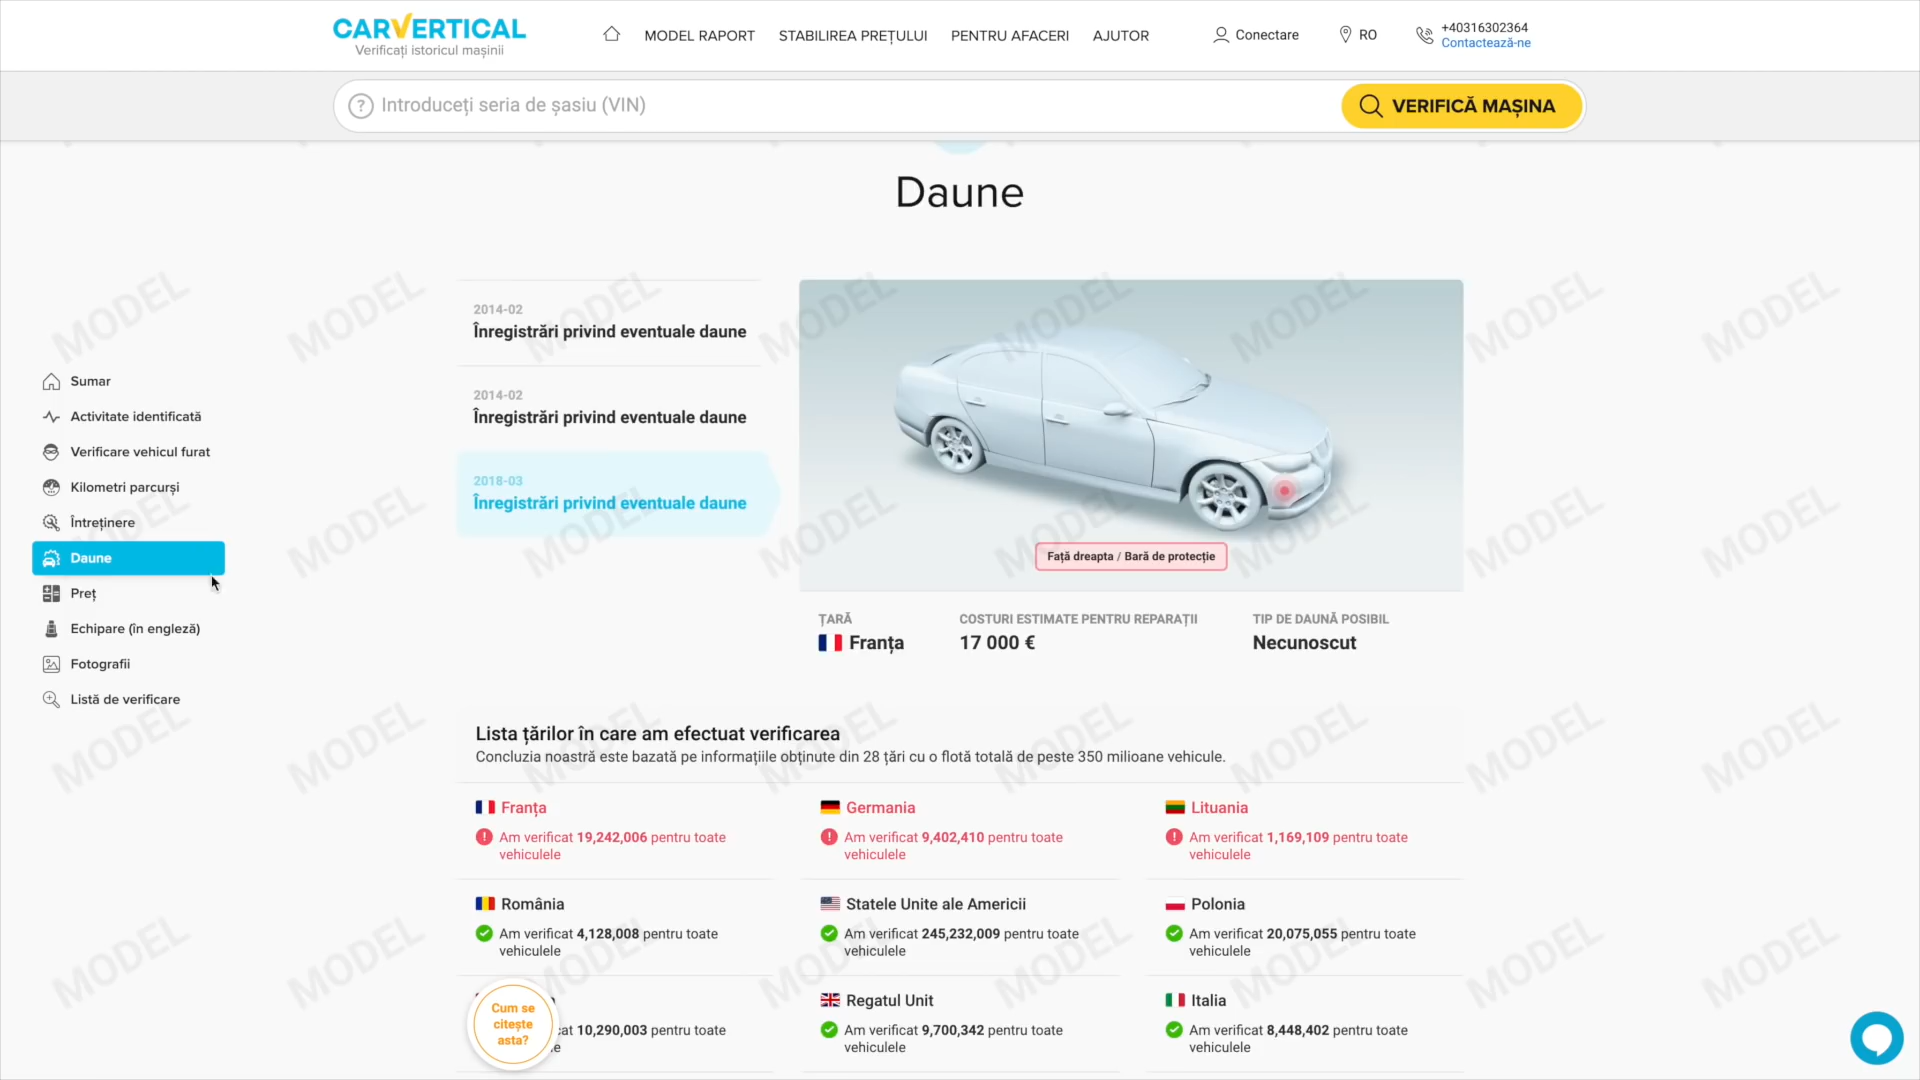 CARVERTICAL
Verificați istoricul mașinii
MODEL RAPORT
STABILIREA PREȚULUI
PENTRU AFACERI
AJUTOR
Conectare
RO
+40316302364
Contactează-ne
Introduceți seria de șasiu (VIN)
VERIFICĂ MAȘINA
Daune
Sumar
Activitate identificată
Verificare vehicul furat
Kilometri parcurși
Întreținere
Daune
Preț
Echipare (în engleză)
Fotografii
Listă de verificare
2014-02
Înregistrări privind eventuale daune
2014-02
Înregistrări privind eventuale daune
2018-03
Înregistrări privind eventuale daune
Față dreapta / Bară de protecție
ȚARĂ
Franța
COSTURI ESTIMATE PENTRU REPARAȚII
17 000 €
TIP DE DAUNĂ POSIBIL
Necunoscut
Lista țărilor în care am efectuat verificarea
Concluzia noastră este bazată pe informațiile obținute din 28 țări cu o flotă totală de peste 350 milioane vehicule.
Franța
Am verificat 19,242,006 pentru toate
vehiculele
Germania
Am verificat 9,402,410 pentru toate
vehiculele
Lituania
Am verificat 1,169,109 pentru toate
vehiculele
România
Am verificat 4,128,008 pentru toate
vehiculele
Statele Unite ale Americii
Am verificat 245,232,009 pentru toate
vehiculele
Polonia
Am verificat 20,075,055 pentru toate
vehiculele
10,290,003 pentru toate
Regatul Unit
Am verificat 9,700,342 pentru toate
vehiculele
Italia
Am verificat 8,448,402 pentru toate
vehiculele
Cum se
citește
asta?
MODEL